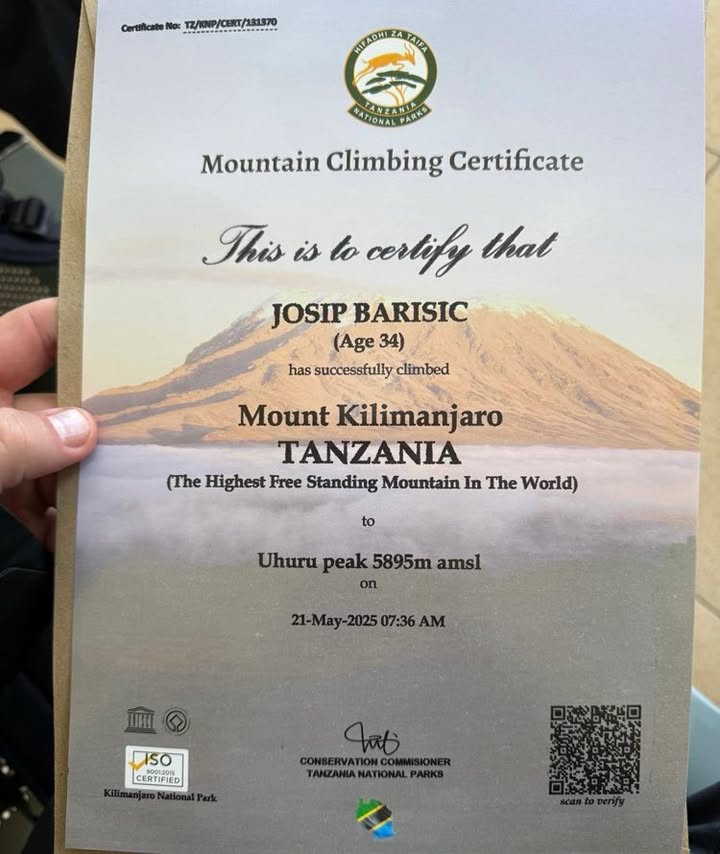 Certificate No: TZ/KNP/CERT/131370
HIFADHI ZA TAIFA
TANZANIA
NATIONAL PARKS
Mountain Climbing Certificate
This is to certify that
JOSIP BARISIC
(Age 34)
has successfully climbed
Mount Kilimanjaro
TANZANIA
(The Highest Free Standing Mountain In The World)
to
Uhuru peak 5895m amsl
on
21-May-2025 07:36 AM
ISO
9001:2015
CERTIFIED
Kilimanjaro National Park
CONSERVATION COMMISIONER
TANZANIA NATIONAL PARKS
scan to verify